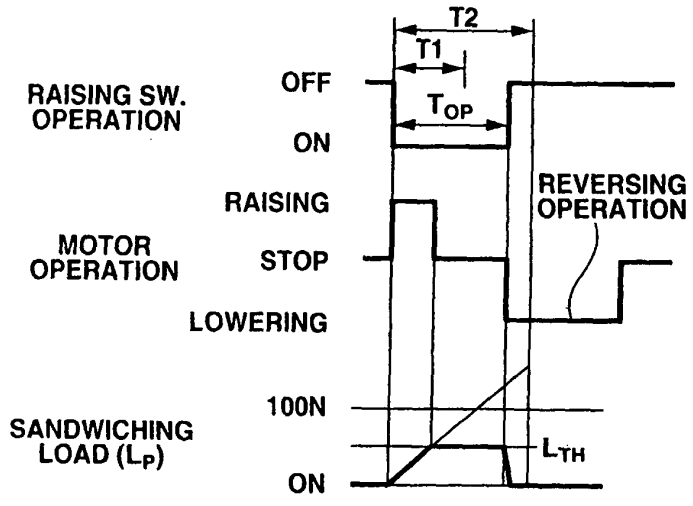 T2
T1
RAISING SW.
OPERATION
OFF
ON
TOP
RAISING
MOTOR
OPERATION
STOP
LOWERING
REVERSING
OPERATION
SANDWICHING
LOAD (LP)
100N
LTH
ON